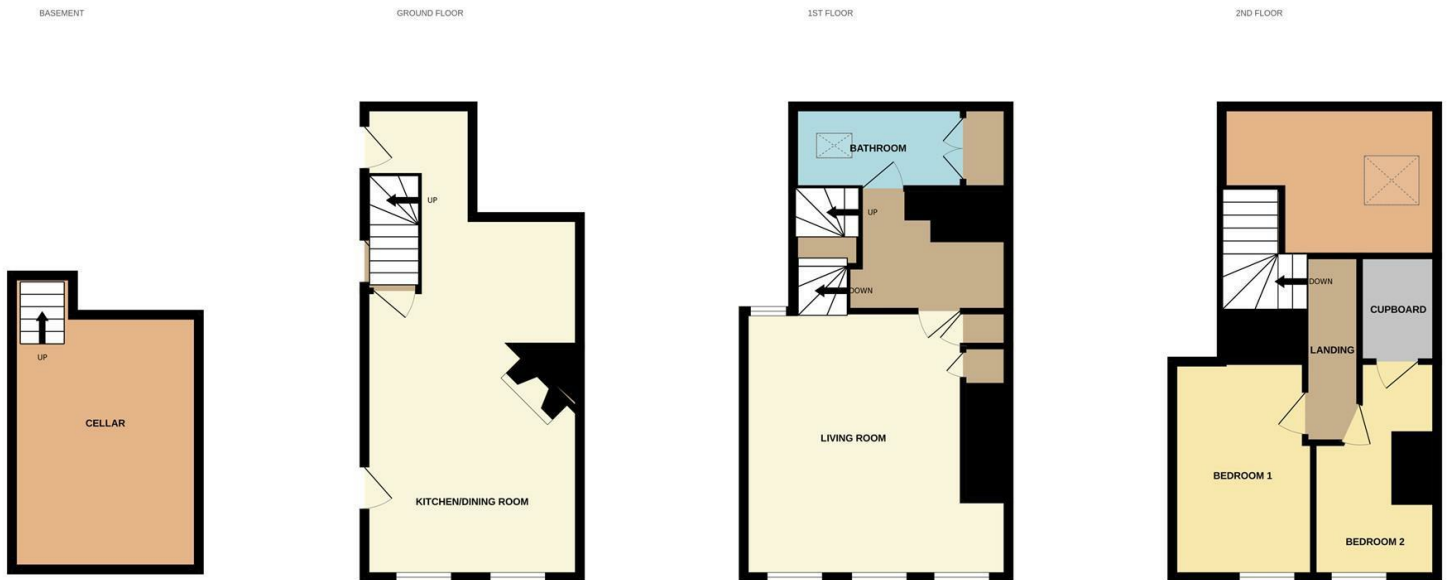 BASEMENT
GROUND FLOOR
1ST FLOOR
2ND FLOOR
UP
CELLAR
UP
KITCHEN/DINING ROOM
BATHROOM
UP
DOWN
LIVING ROOM
DOWN
CUPBOARD
LANDING
BEDROOM 1
BEDROOM 2